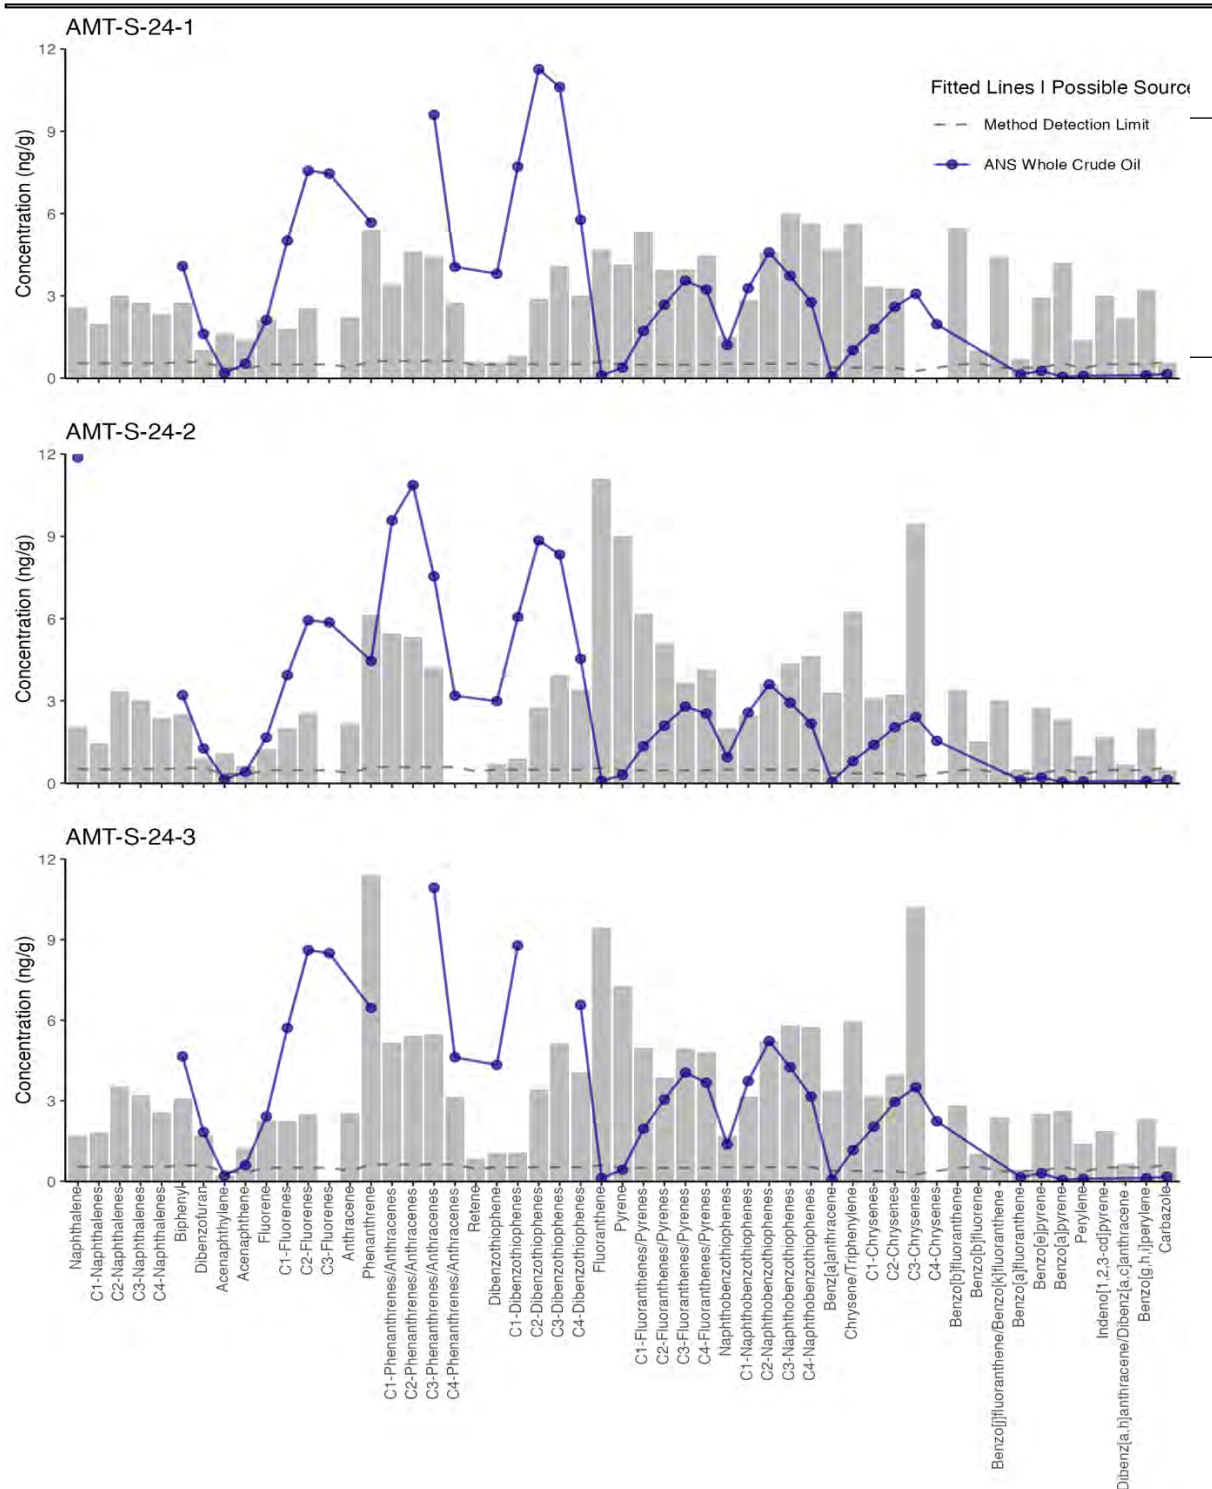 AMT-S-24-1
12
9
6
3
0
Concentration (ng/g)
Fitted Lines | Possible Source
Method Detection Limit
ANS Whole Crude Oil
AMT-S-24-2
12
9
6
3
0
Concentration (ng/g)
AMT-S-24-3
12
9
6
3
0
Concentration (ng/g)
Naphthalene
C1-Naphthalenes
C2-Naphthalenes
C3-Naphthalenes
C4-Naphthalenes
Biphenyl
Dibenzofuran
Acenaphthylene
Acenaphthene
Fluorene
C1-Fluorenes
C2-Fluorenes
C3-Fluorenes
Anthracene
Phenanthrene
C1-Phenanthrenes/Anthracenes
C2-Phenanthrenes/Anthracenes
C3-Phenanthrenes/Anthracenes
C4-Phenanthrenes/Anthracenes
Retene
Dibenzothiophene
C1-Dibenzothiophenes
C2-Dibenzothiophenes
C3-Dibenzothiophenes
C4-Dibenzothiophenes
Fluoranthene
Pyrene
C1-Fluoranthenes/Pyrenes
C2-Fluoranthenes/Pyrenes
C3-Fluoranthenes/Pyrenes
C4-Fluoranthenes/Pyrenes
Naphthobenzothiophenes
C1-Naphthobenzothiophenes
C2-Naphthobenzothiophenes
C3-Naphthobenzothiophenes
C4-Naphthobenzothiophenes
Benz[a]anthracene
Chrysene/Triphenylene
C1-Chrysenes
C2-Chrysenes
C3-Chrysenes
C4-Chrysenes
Benzo[b]fluoranthene
Benzo[b]fluorene
Benzo[j]fluoranthene/Benzo[k]fluoranthene
Benzo[a]fluoranthene
Benzo[e]pyrene
Benzo[a]pyrene
Perylene
Indeno[1,2,3-cd]pyrene
Dibenz[a,h]anthracene/Dibenz[a,c]anthracene
Benzo[g,h,i]perylene
Carbazole